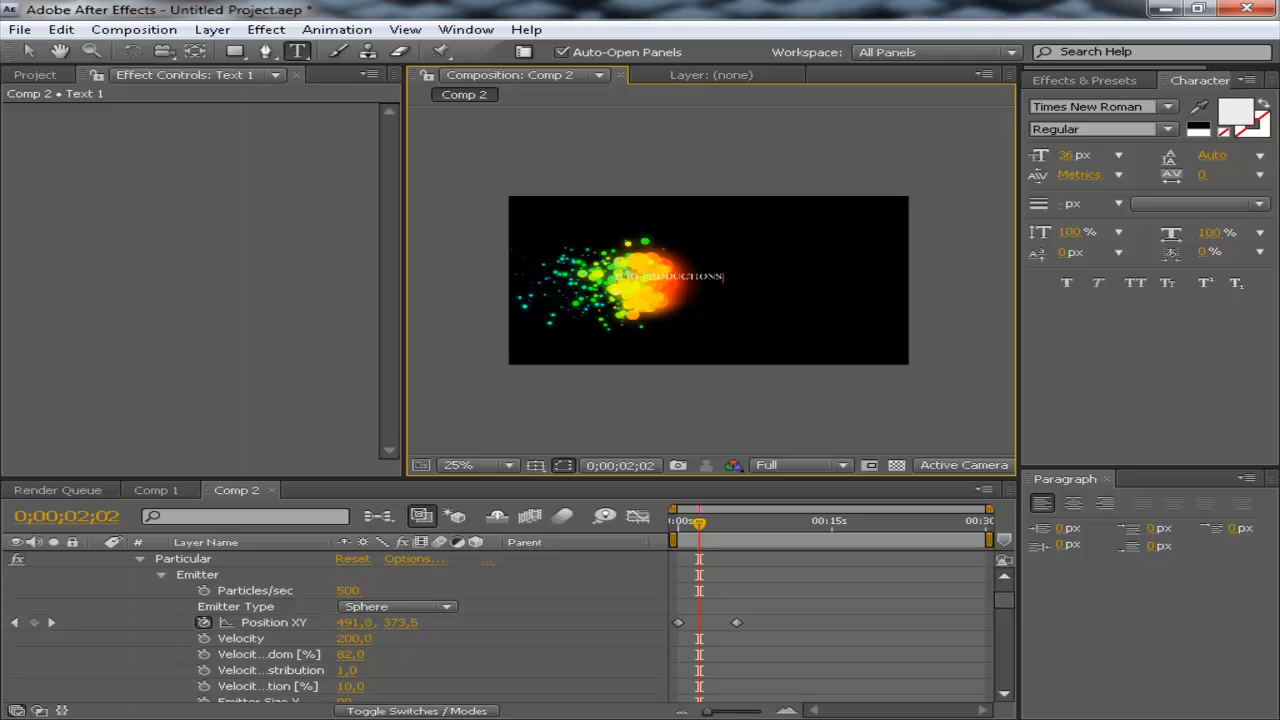 Adobe After Effects - Untitled Project.aep *
File Edit Composition Layer Effect Animation View Window Help
Auto-Open Panels Workspace: All Panels Search Help
Project Effect Controls: Text 1 Composition: Comp 2 Layer: (none) Effects & Presets Character
Comp 2 • Text 1 Comp 2
Times New Roman
Regular
36 px Auto
Metrics 0
- px
100 % 100 %
0 px 0 %
T T TT Tt T¹ T₁
PRODUCTIONS
25% 0;00;02;02 Full Active Camera
Paragraph
0 px 0 px 0 px
0 px 0 px
Render Queue Comp 1 Comp 2
0;00;02;02 :00s 00:15s 00:30
# Layer Name Parent
fx Particular Reset Options... ...
Emitter
Particles/sec 500
Emitter Type Sphere
Position XY 491,8, 373,5
Velocity 200,0
Velocit...dom [%] 82,0
Velocit...stribution 1,0
Velocit...tion [%] 10,0
Toggle Switches / Modes